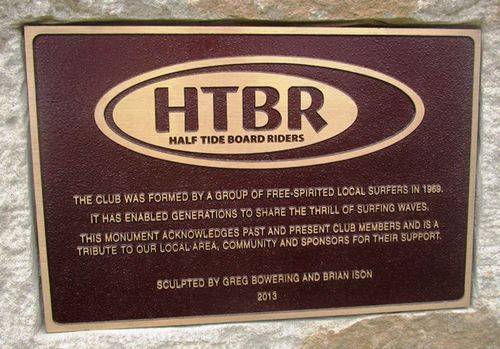 HTBR
HALF TIDE BOARD RIDERS
THE CLUB WAS FORMED BY A GROUP OF FREE-SPIRITED LOCAL SURFERS IN 1969.
IT HAS ENABLED GENERATIONS TO SHARE THE THRILL OF SURFING WAVES.
THIS MONUMENT ACKNOWLEDGES PAST AND PRESENT CLUB MEMBERS AND IS A
TRIBUTE TO OUR LOCAL AREA, COMMUNITY AND SPONSORS FOR THEIR SUPPORT.
SCULPTED BY GREG BOWERING AND BRIAN ISON
2013